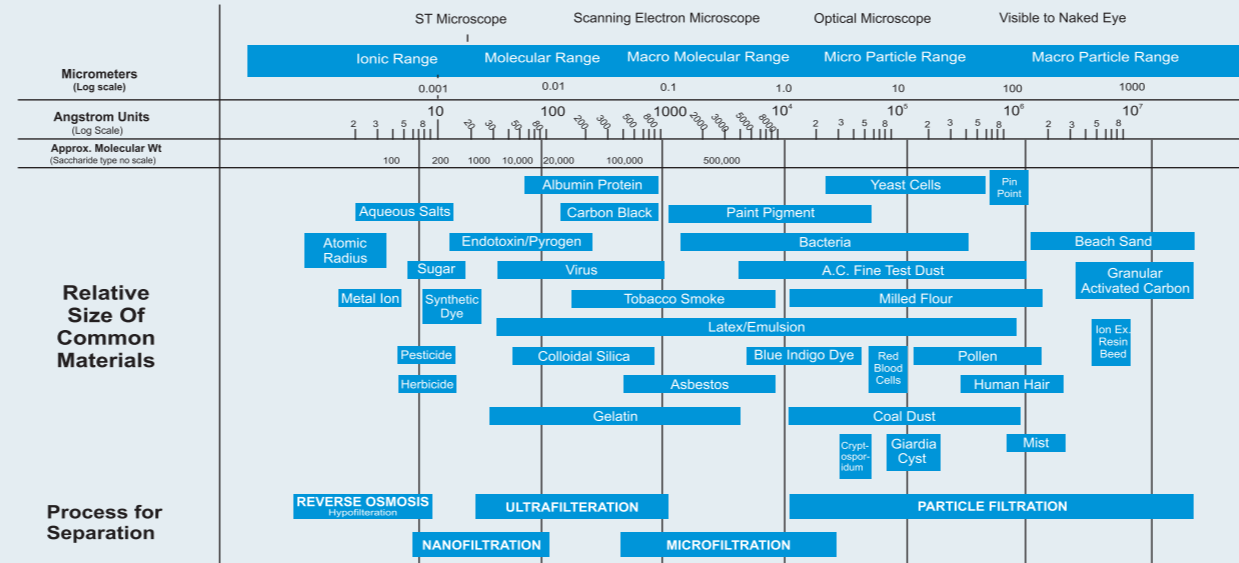 ST Microscope Scanning Electron Microscope Optical Microscope Visible to Naked Eye
Ionic Range Molecular Range Macro Molecular Range Micro Particle Range Macro Particle Range
Micrometers
(Log scale)
0.001 0.01 0.1 1.0 10 100 1000
Angstrom Units
(Log Scale)
10 100 1000 10⁴ 10⁵ 10⁶ 10⁷
2 3 5 8 20 30 50 80 200 300 500 800 2000 3000 5000 8000 2 3 5 8 2 3 5 8 2 3 5 8
Approx. Molecular Wt
(Saccharide type no scale)
100 200 1000 10,000 20,000 100,000 500,000
Relative
Size Of
Common
Materials
Albumin Protein Yeast Cells
Pin
Point
Aqueous Salts Carbon Black Paint Pigment
Atomic
Radius
Endotoxin/Pyrogen Bacteria Beach Sand
Sugar Virus A.C. Fine Test Dust
Granular
Activated Carbon
Metal Ion
Synthetic
Dye
Tobacco Smoke Milled Flour
Latex/Emulsion
Ion Ex.
Resin
Beed
Pesticide Colloidal Silica Blue Indigo Dye
Red
Blood
Cells
Pollen
Herbicide Asbestos Human Hair
Gelatin Coal Dust
Crypt-
ospor-
idum
Giardia
Cyst
Mist
Process for
Separation
REVERSE OSMOSIS
Hypofilteration
ULTRAFILTERATION PARTICLE FILTRATION
NANOFILTRATION MICROFILTRATION